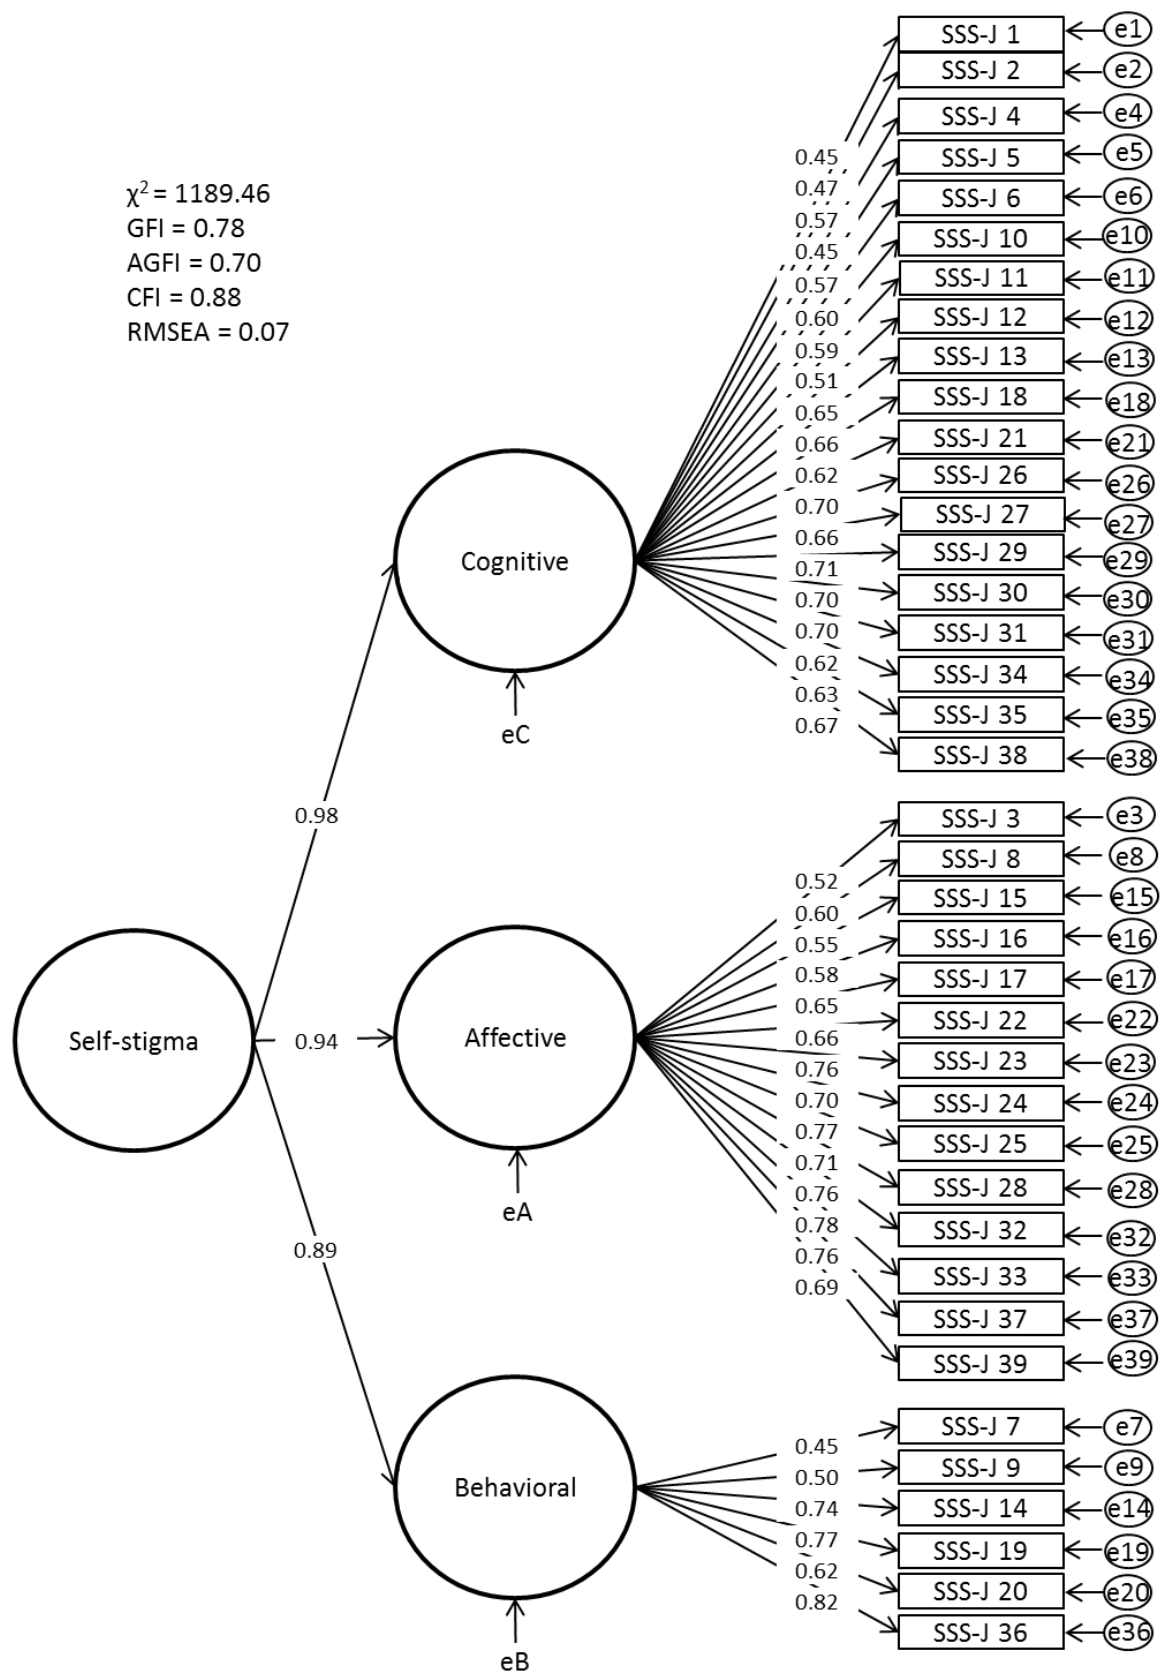 χ² = 1189.46
GFI = 0.78
AGFI = 0.70
CFI = 0.88
RMSEA = 0.07
Self-stigma
0.98
0.94
0.89
Cognitive
eC
0.45
0.47
0.57
0.45
0.57
0.60
0.59
0.51
0.65
0.66
0.62
0.70
0.66
0.71
0.70
0.70
0.62
0.63
0.67
SSS-J 1 e1
SSS-J 2 e2
SSS-J 4 e4
SSS-J 5 e5
SSS-J 6 e6
SSS-J 10 e10
SSS-J 11 e11
SSS-J 12 e12
SSS-J 13 e13
SSS-J 18 e18
SSS-J 21 e21
SSS-J 26 e26
SSS-J 27 e27
SSS-J 29 e29
SSS-J 30 e30
SSS-J 31 e31
SSS-J 34 e34
SSS-J 35 e35
SSS-J 38 e38
Affective
eA
0.52
0.60
0.55
0.58
0.65
0.66
0.76
0.70
0.77
0.71
0.76
0.78
0.76
0.69
SSS-J 3 e3
SSS-J 8 e8
SSS-J 15 e15
SSS-J 16 e16
SSS-J 17 e17
SSS-J 22 e22
SSS-J 23 e23
SSS-J 24 e24
SSS-J 25 e25
SSS-J 28 e28
SSS-J 32 e32
SSS-J 33 e33
SSS-J 37 e37
SSS-J 39 e39
Behavioral
eB
0.45
0.50
0.74
0.77
0.62
0.82
SSS-J 7 e7
SSS-J 9 e9
SSS-J 14 e14
SSS-J 19 e19
SSS-J 20 e20
SSS-J 36 e36